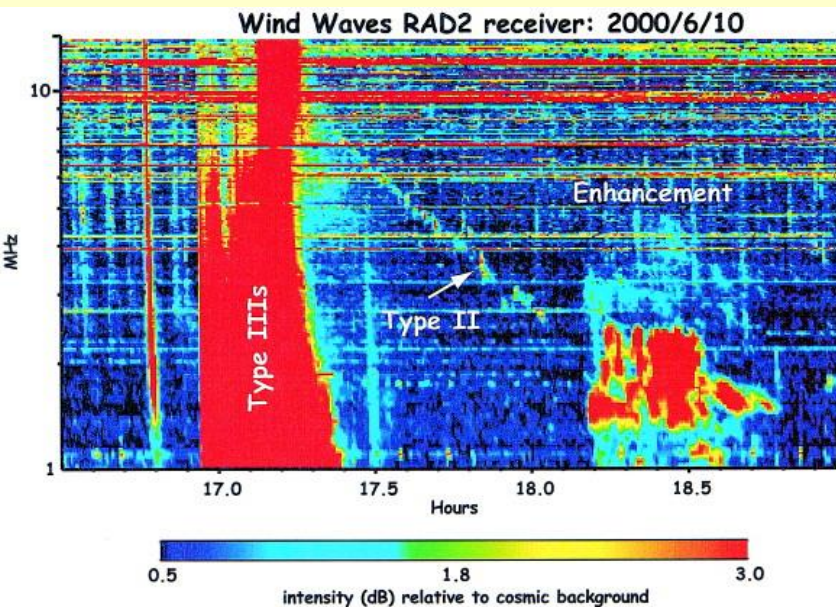 Wind Waves RAD2 receiver: 2000/6/10
10
MHz
1
Enhancement
Type II
Type IIIs
17.0 17.5 18.0 18.5
Hours
0.5 1.8 3.0
intensity (dB) relative to cosmic background